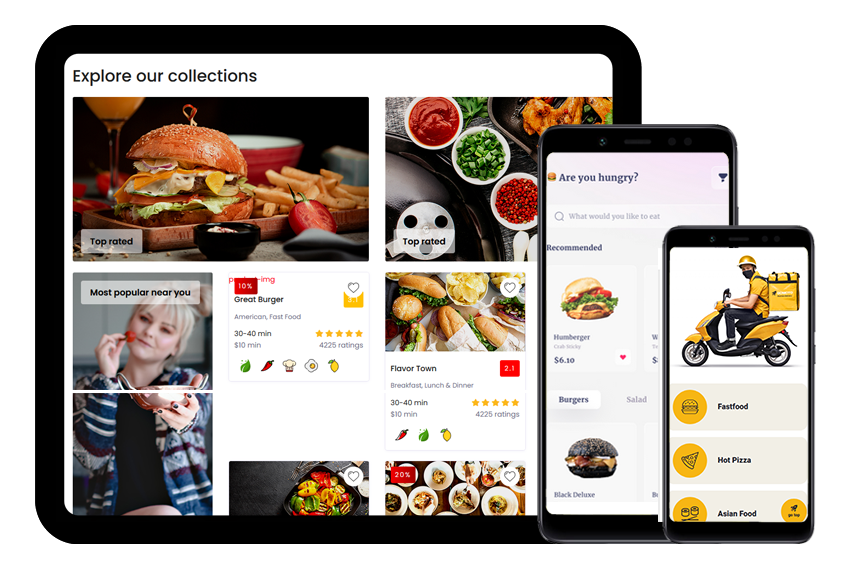 Explore our collections
Top rated
Top rated
Most popular near you
10%
Great Burger
American, Fast Food
30-40 min
$10 min
4225 ratings
Flavor Town
2.1
Breakfast, Lunch & Dinner
30-40 min
$10 min
4225 ratings
20%
Are you hungry?
What would you like to eat
Recommended
Humberger
Crab Sticky
$6.10
Burgers
Salad
Black Deluxe
Fastfood
Hot Pizza
Asian Food
go top